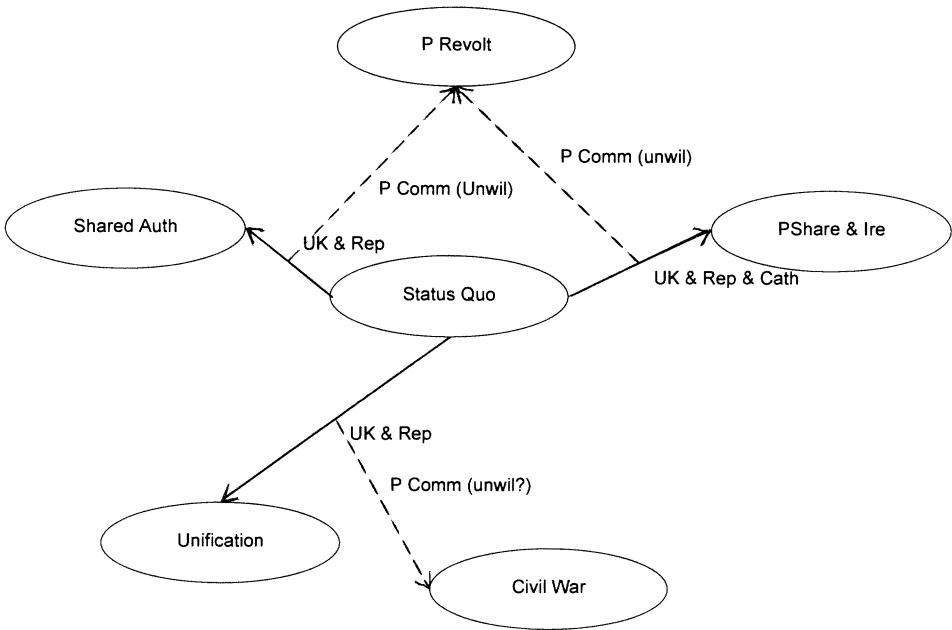 P Revolt
P Comm (unwil)
P Comm (Unwil)
Shared Auth
PShare & Ire
UK & Rep
UK & Rep & Cath
Status Quo
UK & Rep
P Comm (unwil?)
Unification
Civil War